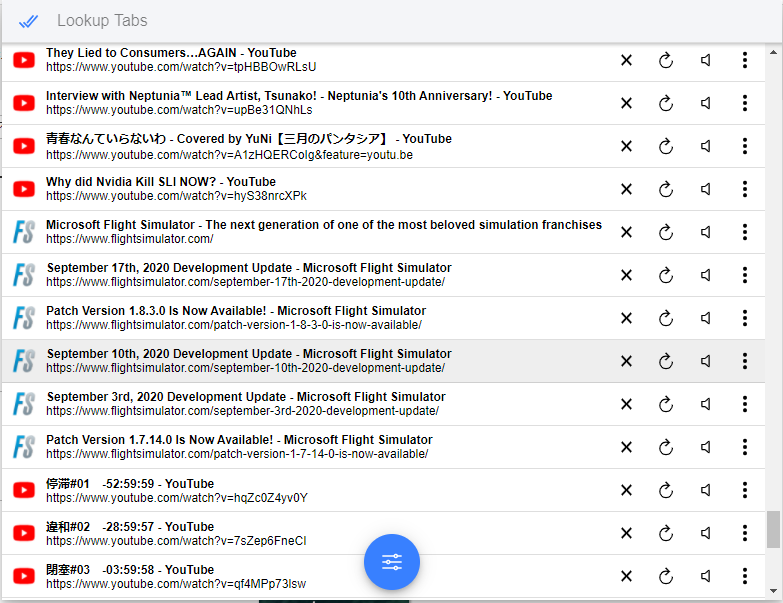 Lookup Tabs
They Lied to Consumers...AGAIN - YouTube
https://www.youtube.com/watch?v=tpHBBOwRLsU
Interview with Neptunia™ Lead Artist, Tsunako! - Neptunia's 10th Anniversary! - YouTube
https://www.youtube.com/watch?v=upBe31QNhLs
青春なんていらないわ - Covered by YuNi【三月のパンタシア】 - YouTube
https://www.youtube.com/watch?v=A1zHQERCoIg&feature=youtu.be
Why did Nvidia Kill SLI NOW? - YouTube
https://www.youtube.com/watch?v=hyS38nrcXPk
FS Microsoft Flight Simulator - The next generation of one of the most beloved simulation franchises
https://www.flightsimulator.com/
FS September 17th, 2020 Development Update - Microsoft Flight Simulator
https://www.flightsimulator.com/september-17th-2020-development-update/
FS Patch Version 1.8.3.0 Is Now Available! - Microsoft Flight Simulator
https://www.flightsimulator.com/patch-version-1-8-3-0-is-now-available/
FS September 10th, 2020 Development Update - Microsoft Flight Simulator
https://www.flightsimulator.com/september-10th-2020-development-update/
FS September 3rd, 2020 Development Update - Microsoft Flight Simulator
https://www.flightsimulator.com/september-3rd-2020-development-update/
FS Patch Version 1.7.14.0 Is Now Available! - Microsoft Flight Simulator
https://www.flightsimulator.com/patch-version-1-7-14-0-is-now-available/
停滞#01　-52:59:59 - YouTube
https://www.youtube.com/watch?v=hqZc0Z4yv0Y
違和#02　-28:59:57 - YouTube
https://www.youtube.com/watch?v=7sZep6FneCI
閉塞#03　-03:59:58 - YouTube
https://www.youtube.com/watch?v=qf4MPp73lsw